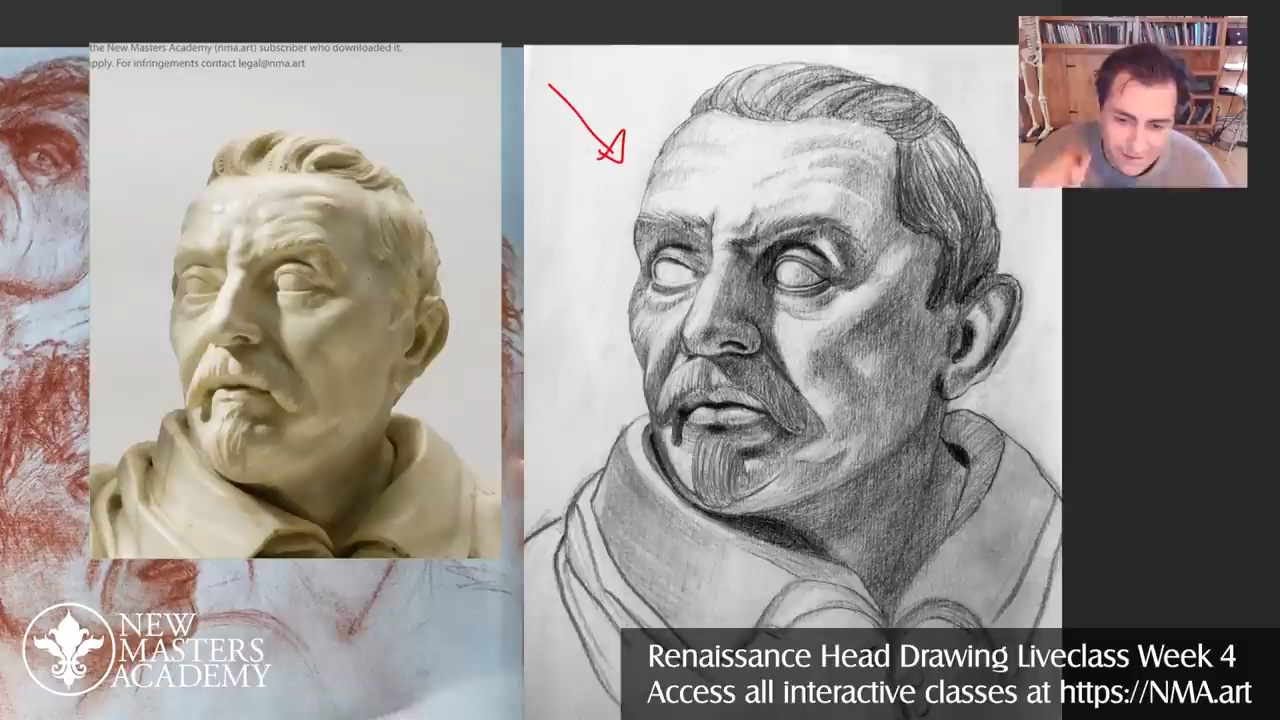 the New Masters Academy (nma.art) subscriber who downloaded it.
apply. For infringements contact legal@nma.art
NEW
MASTERS
ACADEMY
Renaissance Head Drawing Liveclass Week 4
Access all interactive classes at https://NMA.art